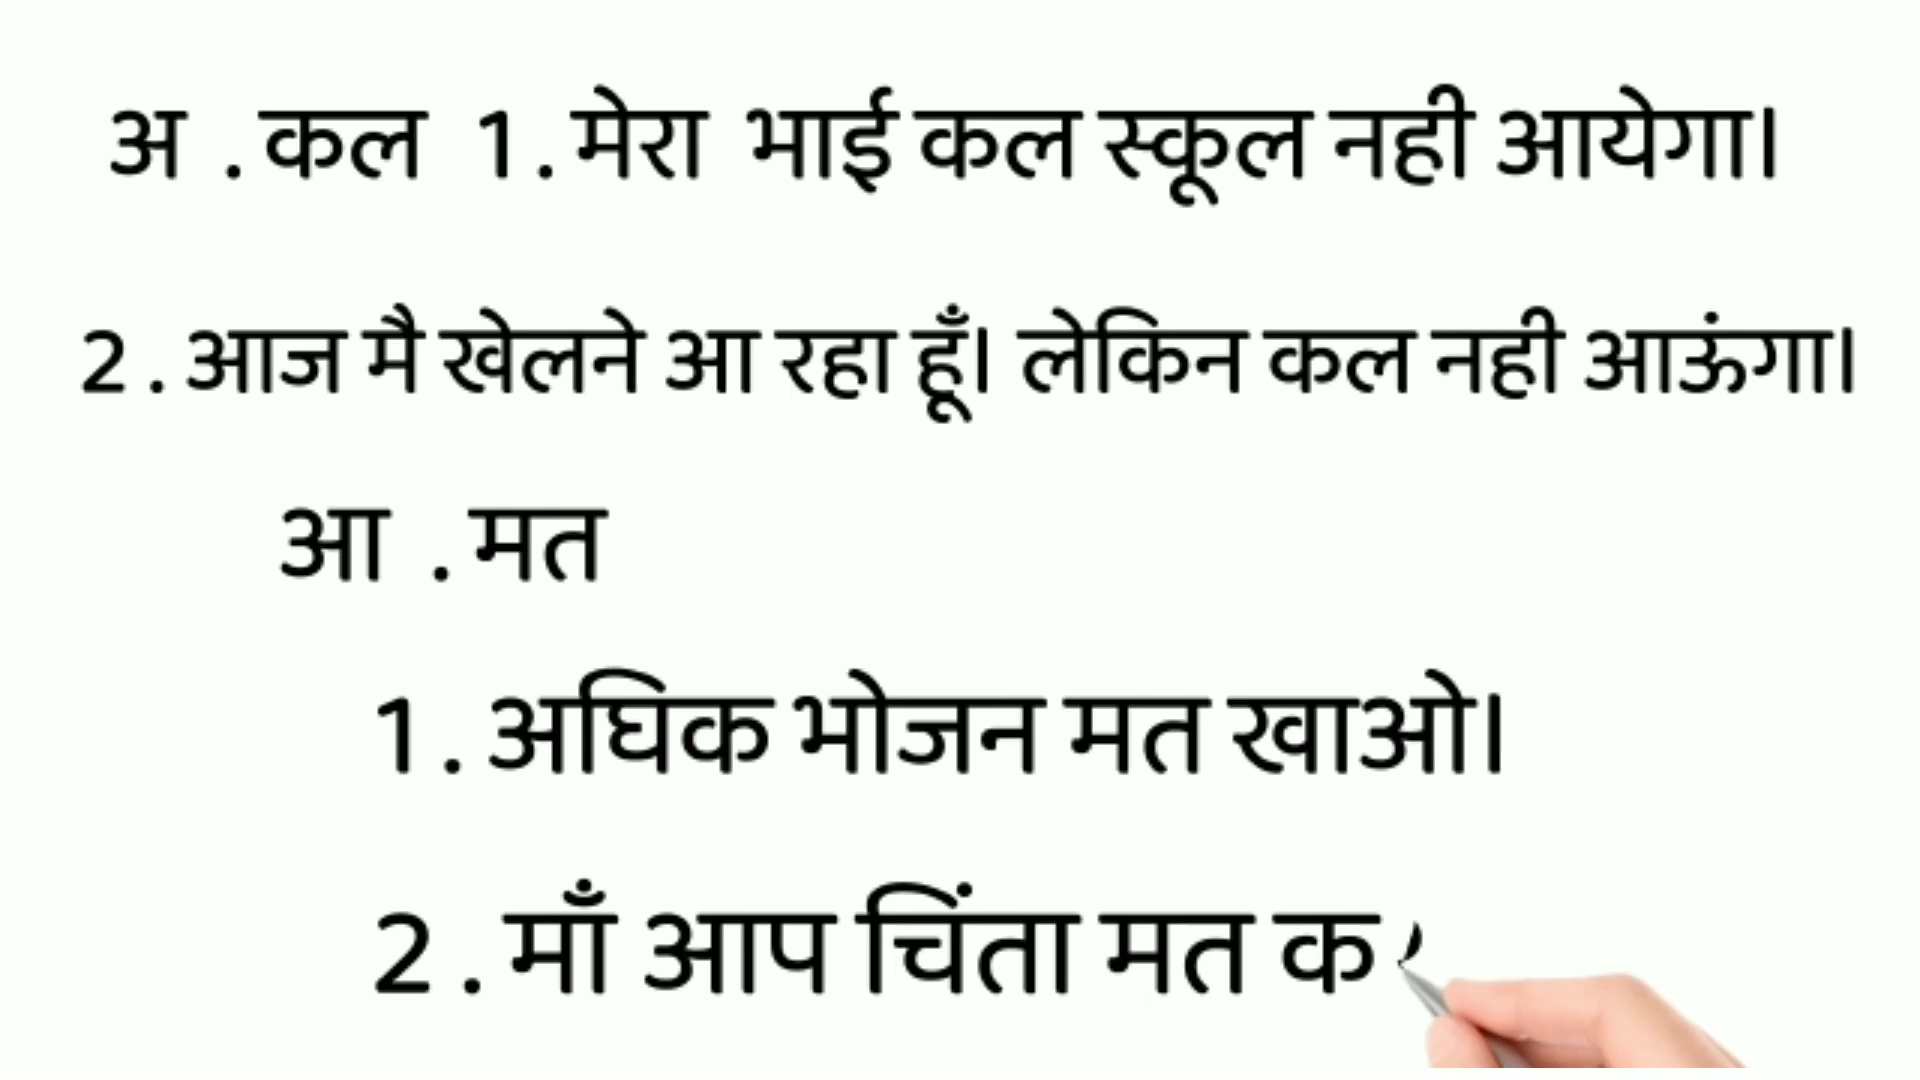 अ . कल 1 . मेरा भाई कल स्कूल नही आयेगा।
2 . आज मै खेलने आ रहा हूँ। लेकिन कल नही आऊंगा।
आ . मत
1 . अघिक भोजन मत खाओ।
2 . माँ आप चिंता मत